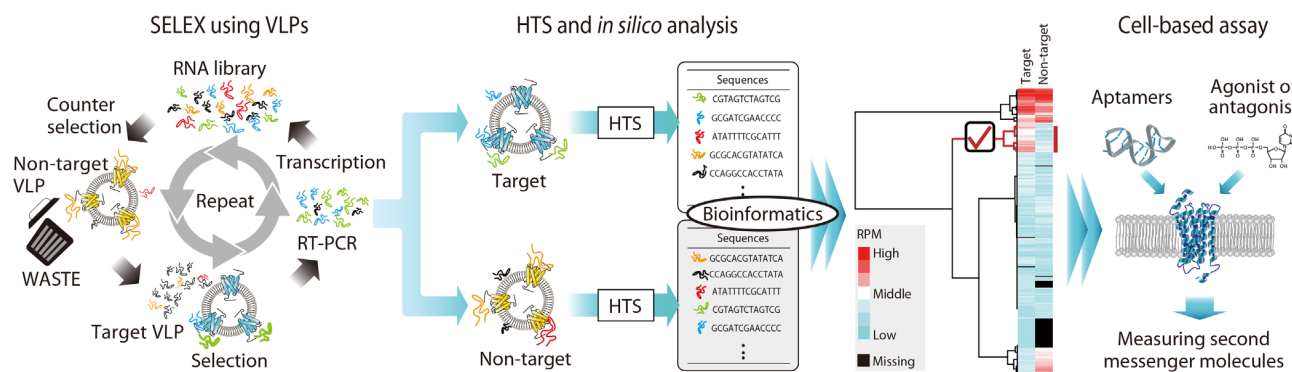 SELEX using VLPs
RNA library
Counter
selection
Non-target
VLP
WASTE
Repeat
Transcription
RT-PCR
Target VLP
Selection
HTS and in silico analysis
Target
HTS
Sequences
CGTAGTCTAGTCG
GCGATCGAACCCC
ATATTTTCGCATTT
GCGCACGTATATCA
CCAGGCCACCTATA
Bioinformatics
Non-target
HTS
Sequences
GCGCACGTATATCA
CCAGGCCACCTATA
ATATTTTCGCATTT
CGTAGTCTAGTCG
GCGATCGAACCCC
Target
Non-target
RPM
High
Middle
Low
Missing
Cell-based assay
Aptamers
Agonist o
antagonis
Measuring second
messenger molecules